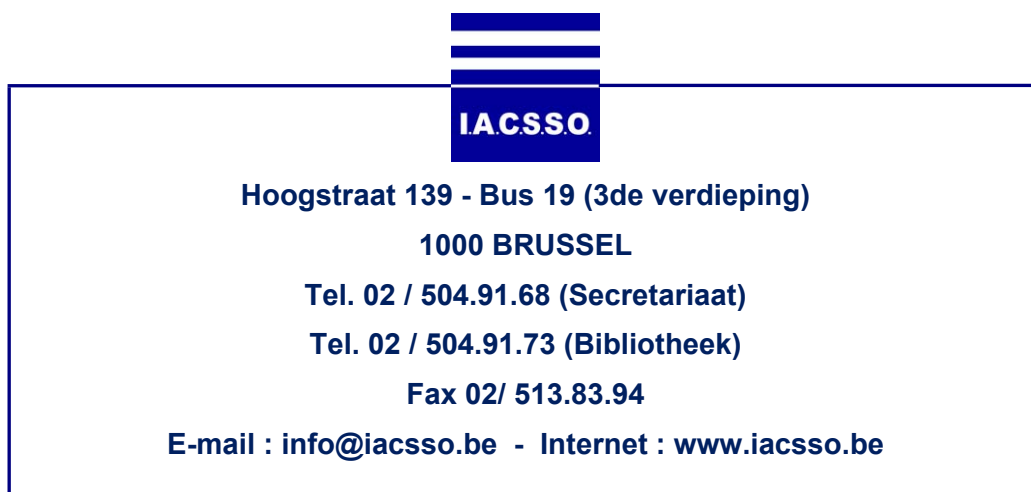 I.A.C.S.S.O.
Hoogstraat 139 - Bus 19 (3de verdieping)
1000 BRUSSEL
Tel. 02 / 504.91.68 (Secretariaat)
Tel. 02 / 504.91.73 (Bibliotheek)
Fax 02/ 513.83.94
E-mail : info@iacsso.be - Internet : www.iacsso.be